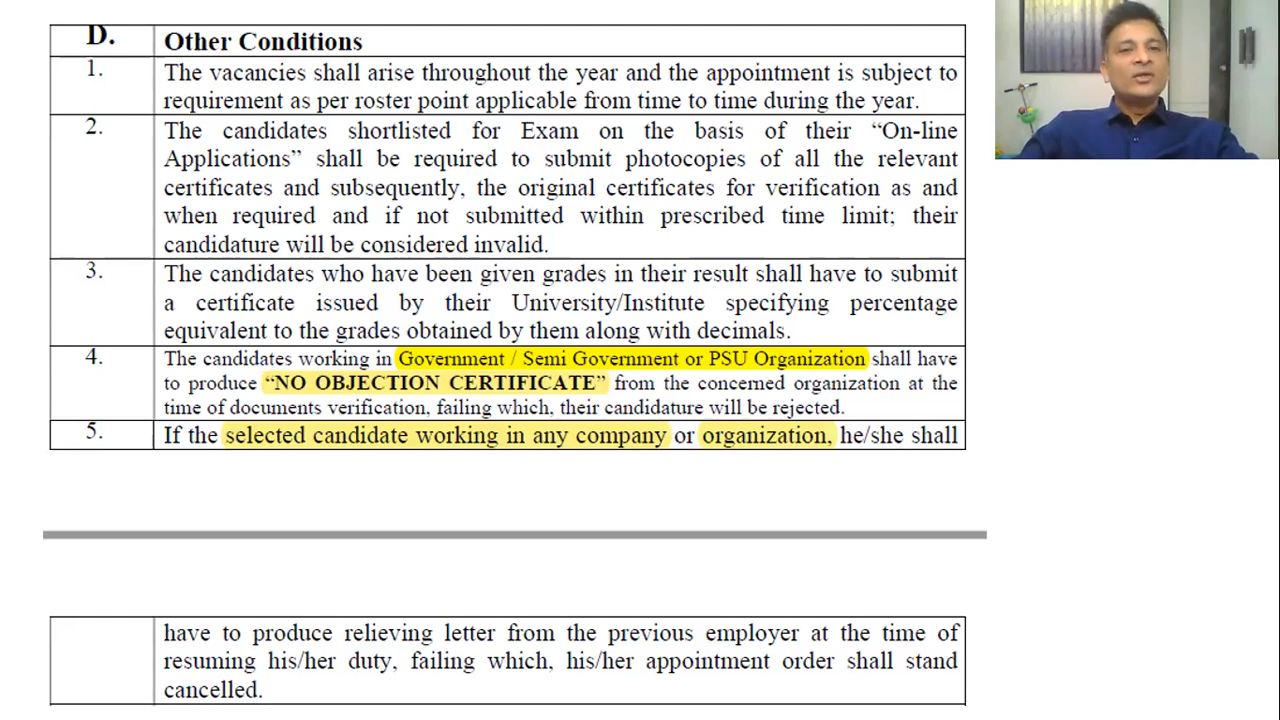 D.
Other Conditions
1.
The vacancies shall arise throughout the year and the appointment is subject to
requirement as per roster point applicable from time to time during the year.
2.
The candidates shortlisted for Exam on the basis of their “On-line
Applications” shall be required to submit photocopies of all the relevant
certificates and subsequently, the original certificates for verification as and
when required and if not submitted within prescribed time limit; their
candidature will be considered invalid.
3.
The candidates who have been given grades in their result shall have to submit
a certificate issued by their University/Institute specifying percentage
equivalent to the grades obtained by them along with decimals.
4.
The candidates working in Government / Semi Government or PSU Organization shall have
to produce “NO OBJECTION CERTIFICATE” from the concerned organization at the
time of documents verification, failing which, their candidature will be rejected.
5.
If the selected candidate working in any company or organization, he/she shall
have to produce relieving letter from the previous employer at the time of
resuming his/her duty, failing which, his/her appointment order shall stand
cancelled.